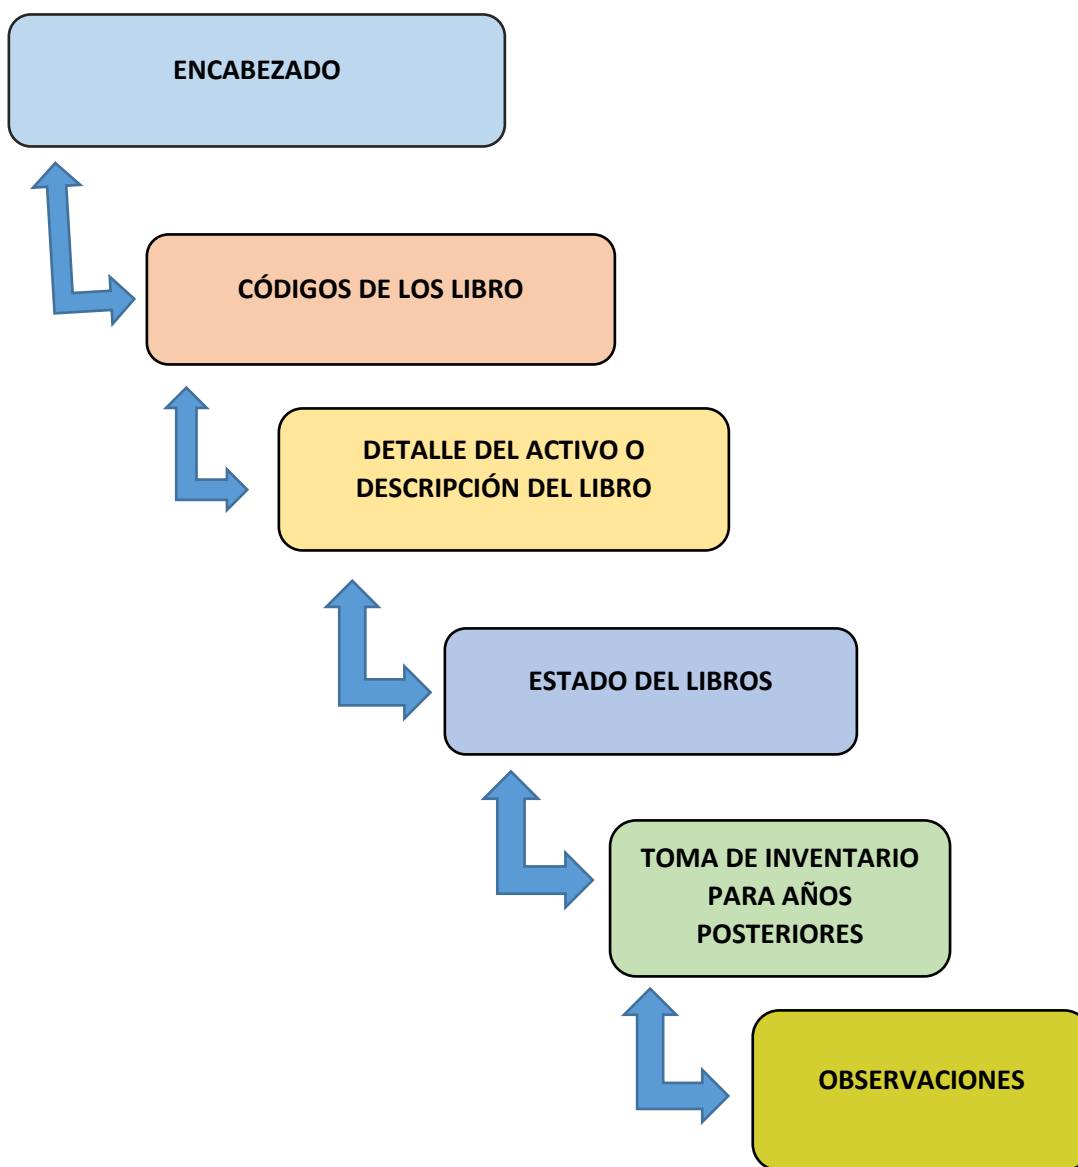 ENCABEZADO
CÓDIGOS DE LOS LIBRO
DETALLE DEL ACTIVO O
DESCRIPCIÓN DEL LIBRO
ESTADO DEL LIBROS
TOMA DE INVENTARIO
PARA AÑOS
POSTERIORES
OBSERVACIONES